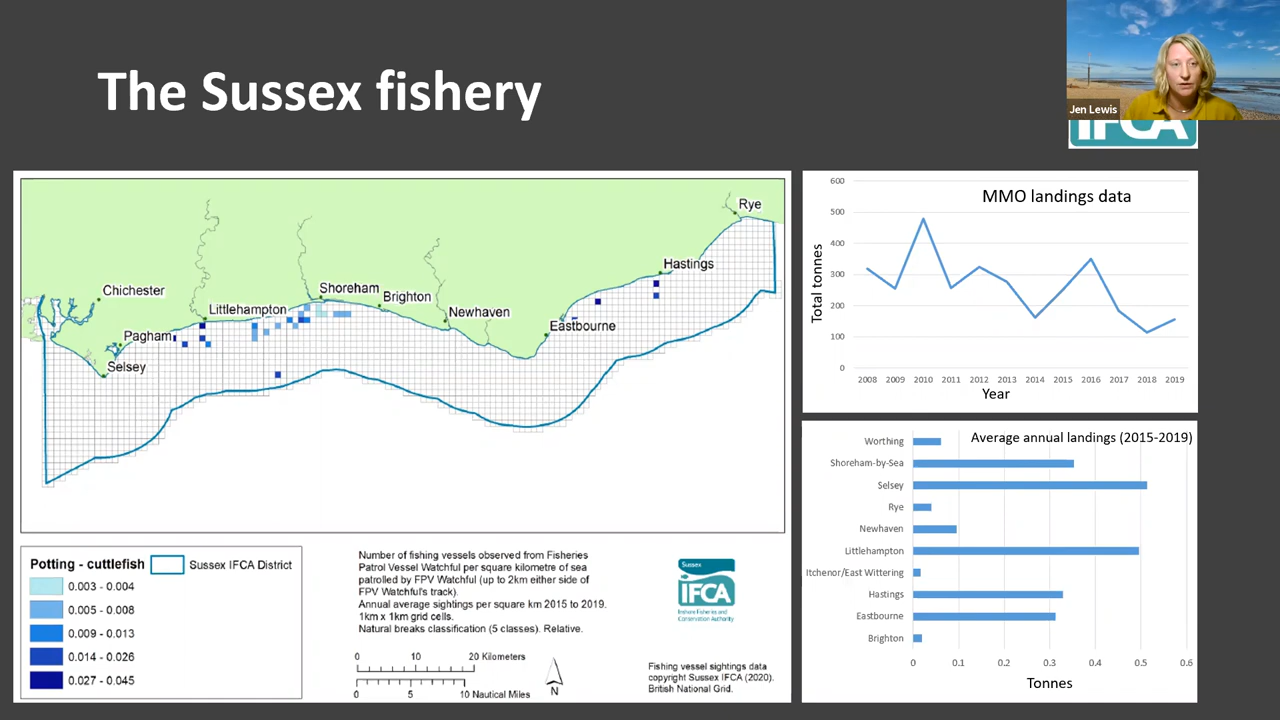 The Sussex fishery
Jen Lewis
IFCA
Rye
Hastings
Chichester
Shoreham
Brighton
Littlehampton
Newhaven
Eastbourne
Pagham
Selsey
Potting - cuttlefish
Sussex IFCA District
0.003 - 0.004
0.005 - 0.008
0.009 - 0.013
0.014 - 0.026
0.027 - 0.045
Number of fishing vessels observed from Fisheries
Patrol Vessel Watchful per square kilometre of sea
patrolled by FPV Watchful (up to 2km either side of
FPV Watchful's track).
Annual average sightings per square km 2015 to 2019.
1km x 1km grid cells.
Natural breaks classification (5 classes). Relative.
0 10 20 Kilometers
0 5 10 Nautical Miles
N
Sussex
IFCA
Inshore Fisheries and
Conservation Authority
Fishing vessel sightings data
copyright Sussex IFCA (2020).
British National Grid.
MMO landings data
Total tonnes
600
500
400
300
200
100
0
2008 2009 2010 2011 2012 2013 2014 2015 2016 2017 2018 2019
Year
Average annual landings (2015-2019)
Worthing
Shoreham-by-Sea
Selsey
Rye
Newhaven
Littlehampton
Itchenor/East Wittering
Hastings
Eastbourne
Brighton
0 0.1 0.2 0.3 0.4 0.5 0.6
Tonnes